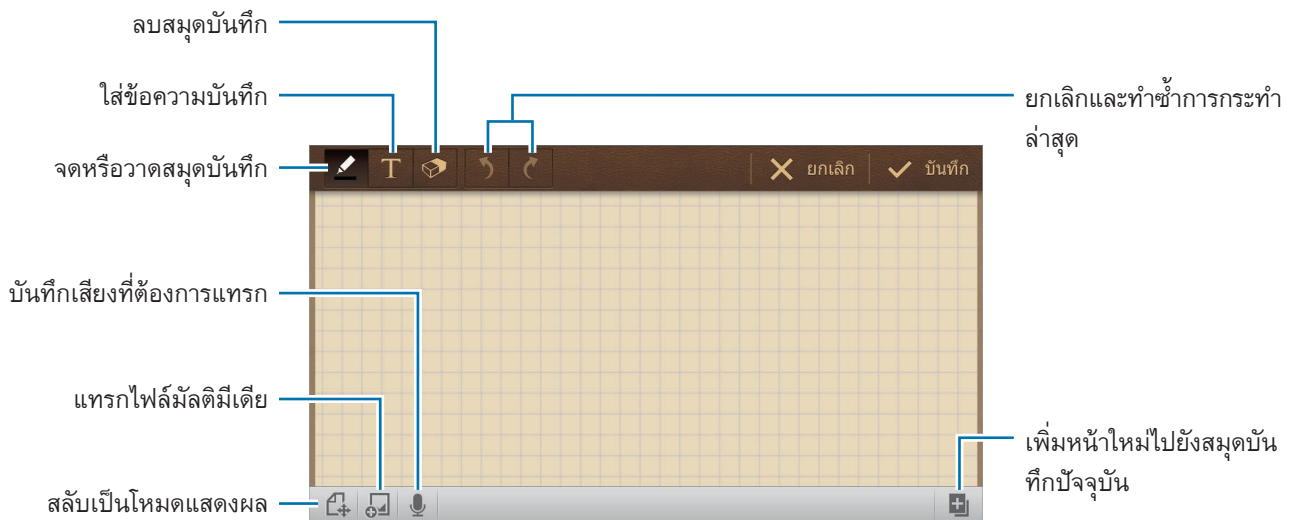 ลบสมุดบันทึก
ใส่ข้อความบันทึก
จดหรือวาดสมุดบันทึก
ยกเลิกและทำซ้ำการกระทำ
ล่าสุด
T
ยกเลิก
บันทึก
บันทึกเสียงที่ต้องการแทรก
แทรกไฟล์มัลติมีเดีย
สลับเป็นโหมดแสดงผล
เพิ่มหน้าใหม่ไปยังสมุดบัน
ทึกปัจจุบัน